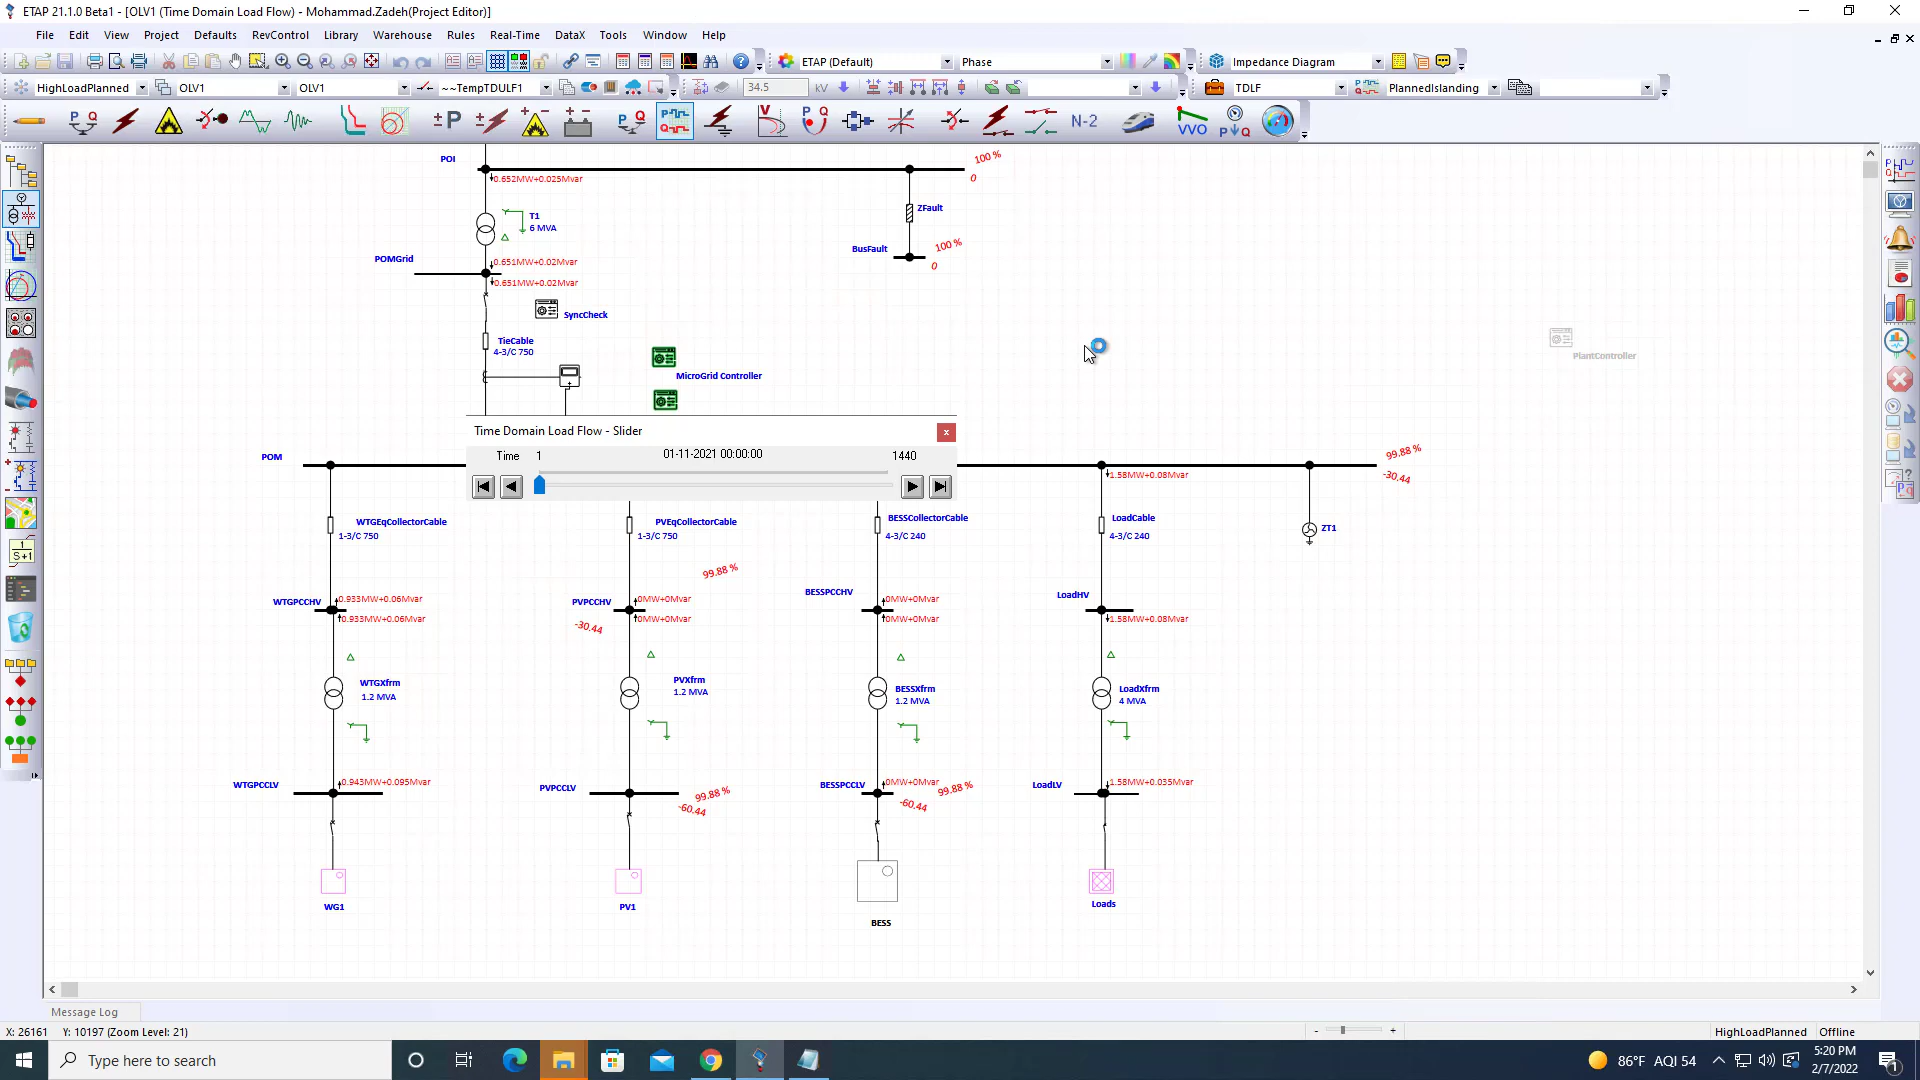 ETAP 21.1.0 Beta1 - [OLV1 (Time Domain Load Flow) - Mohammad.Zadeh(Project Editor)]
File Edit View Project Defaults RevControl Library Warehouse Rules Real-Time DataX Tools Window Help
ETAP (Default) Phase Impedance Diagram
HighLoadPlanned OLV1 OLV1 ~~TempTDULF1 34.5 kV TDLF PlannedIslanding
P Q ±P P Q V P Q N-2 VVO P Q
POI
100 %
0
0.652MW+0.025Mvar
T1
6 MVA
ZFault
BusFault
100 %
0
POMGrid
0.651MW+0.02Mvar
0.651MW+0.02Mvar
SyncCheck
TieCable
4-3/C 750
MicroGrid Controller
PlantController
Time Domain Load Flow - Slider
Time 1 01-11-2021 00:00:00 1440
POM
99.88 %
-30.44
1.58MW+0.08Mvar
WTGEqCollectorCable
1-3/C 750
PVEqCollectorCable
1-3/C 750
BESSCollectorCable
4-3/C 240
LoadCable
4-3/C 240
ZT1
99.88 %
WTGPCCHV
0.933MW+0.06Mvar
0.933MW+0.06Mvar
PVPCCHV
0MW+0Mvar
0MW+0Mvar
-30.44
BESSPCCHV
0MW+0Mvar
0MW+0Mvar
LoadHV
1.58MW+0.08Mvar
WTGXfrm
1.2 MVA
PVXfrm
1.2 MVA
BESSXfrm
1.2 MVA
LoadXfrm
4 MVA
WTGPCCLV
0.943MW+0.095Mvar
PVPCCLV
99.88 %
-60.44
BESSPCCLV
0MW+0Mvar
99.88 %
-60.44
LoadLV
1.58MW+0.035Mvar
WG1
PV1
BESS
Loads
1
S+1
Message Log
X: 26161 Y: 10197 (Zoom Level: 21) - + HighLoadPlanned Offline
Type here to search
86°F AQI 54
5:20 PM
2/7/2022
1